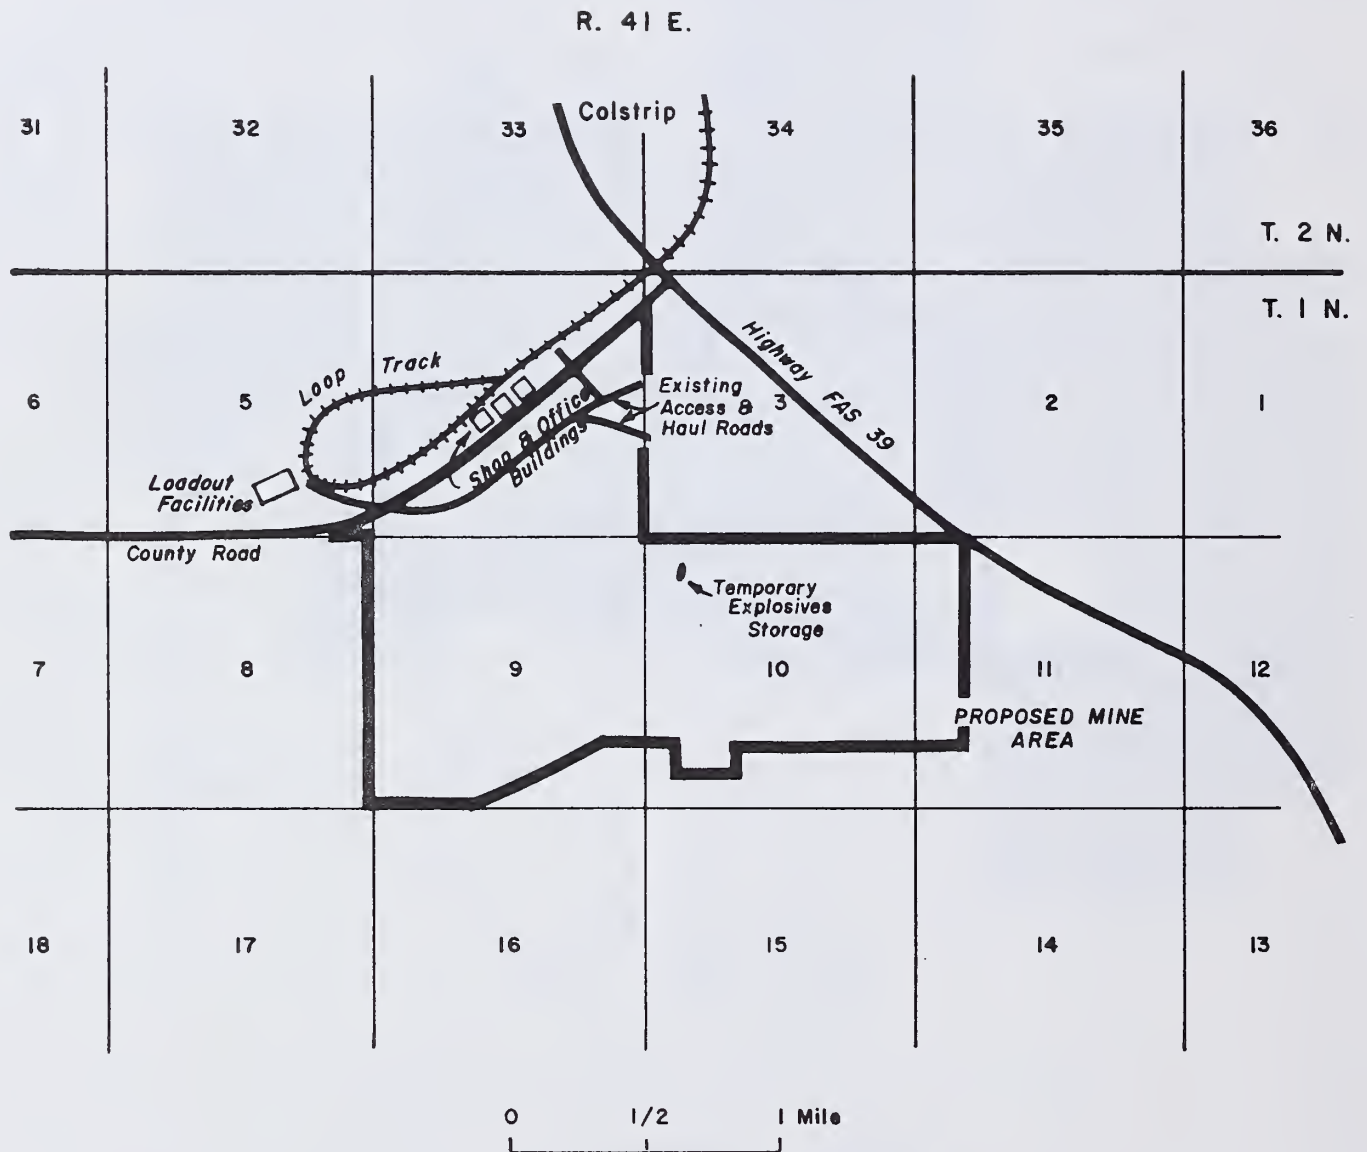 R. 41 E.
Colstrip
31
32
33
34
35
36
T. 2 N.
T. 1 N.
Highway FAS 39
Loop Track
6
5
Existing
Access &
Haul Roads
3
2
1
Shop & Office
Buildings
Loadout
Facilities
County Road
Temporary
Explosives
Storage
7
8
9
10
11
12
PROPOSED MINE
AREA
18
17
16
15
14
13
0 1/2 1 Mile